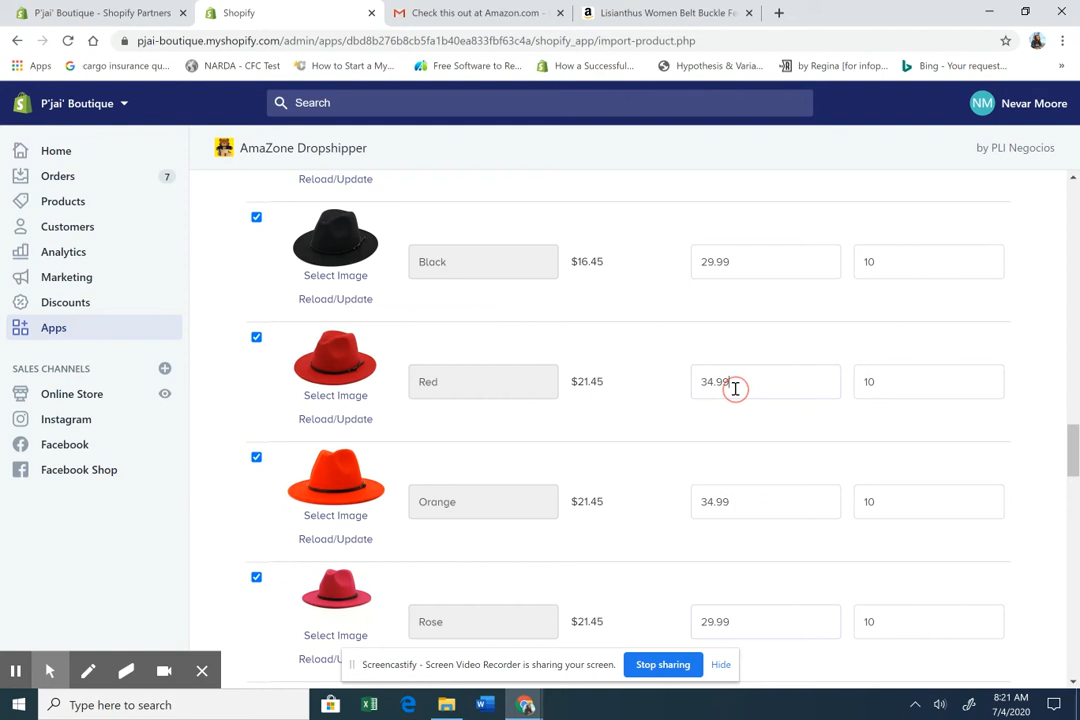 P'jai' Boutique - Shopify Partners
Shopify
Check this out at Amazon.com -
Lisianthus Women Belt Buckle Fe
pjai-boutique.myshopify.com/admin/apps/dbd8b276b8cb5fa1b40ea833fbf63c4a/shopify_app/import-product.php
Apps
cargo insurance qu...
NARDA - CFC Test
How to Start a My...
Free Software to Re...
How a Successful...
Hypothesis & Varia...
by Regina [for infop...
Bing - Your request...
»
P'jai' Boutique
Search
NM
Nevar Moore
Home
AmaZone Dropshipper
by PLI Negocios
Orders
7
Products
Customers
Analytics
Marketing
Discounts
Apps
SALES CHANNELS
Online Store
Instagram
Facebook
Facebook Shop
Reload/Update
Select Image
Reload/Update
Black
$16.45
29.99
10
Select Image
Reload/Update
Red
$21.45
34.99
10
Select Image
Reload/Update
Orange
$21.45
34.99
10
Select Image
Rose
$21.45
29.99
10
Screencastify - Screen Video Recorder is sharing your screen.
Stop sharing
Hide
Type here to search
8:21 AM
7/4/2020